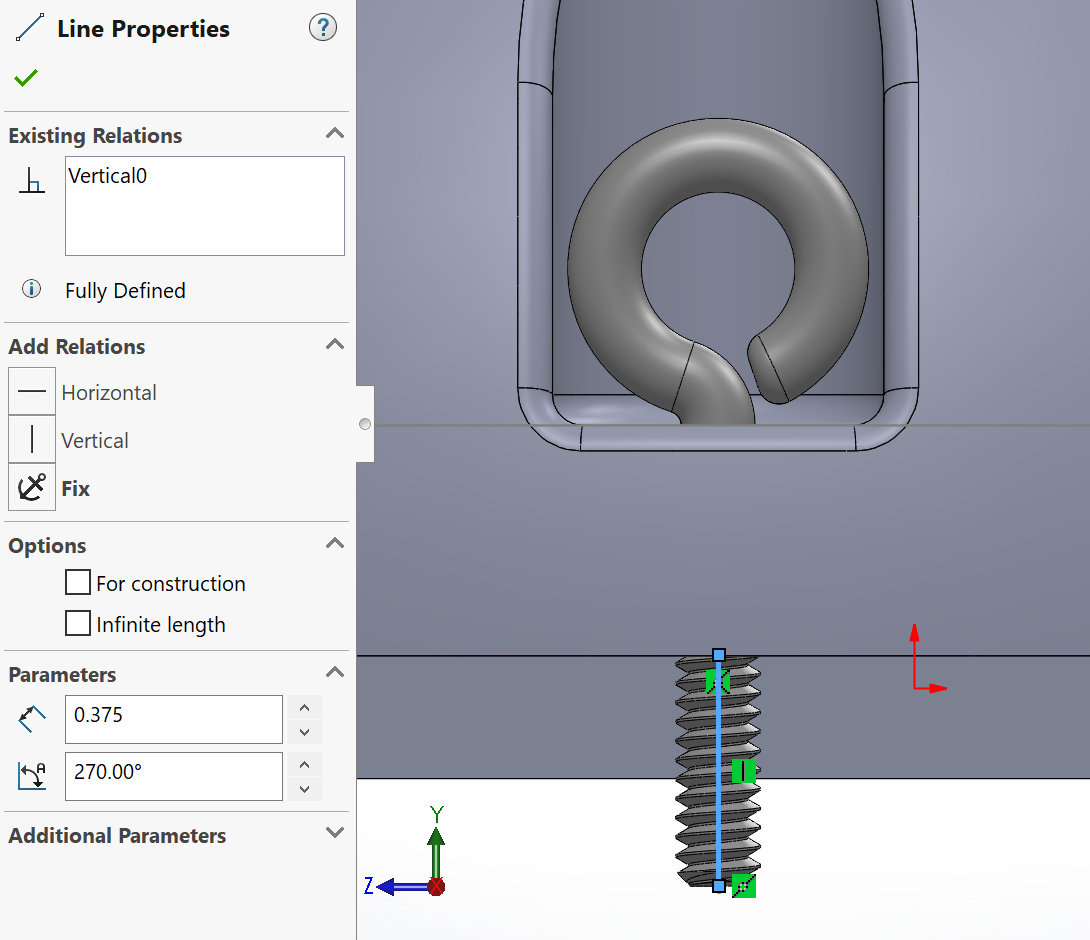 Line Properties
?
Existing Relations
Vertical0
Fully Defined
Add Relations
Horizontal
Vertical
Fix
Options
For construction
Infinite length
Parameters
0.375
270.00°
Additional Parameters
Y
Z
X